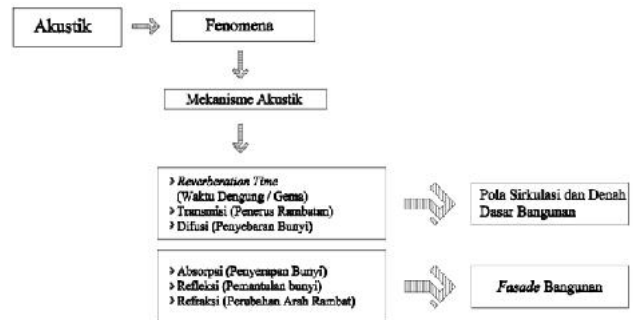 Akustik
Fenomena
Mekanisme Akustik
Reverberation Time
(Waktu Dengung / Gema)
Transmisi (Penerus Rambatan)
Difusi (Penyebaran Bunyi)
Pola Sirkulasi dan Denah
Dasar Bangunan
Absorpsi (Penyerapan Bunyi)
Refleksi (Pemantulan bunyi)
Refraksi (Perubahan Arah Rambat)
Fasade Bangunan